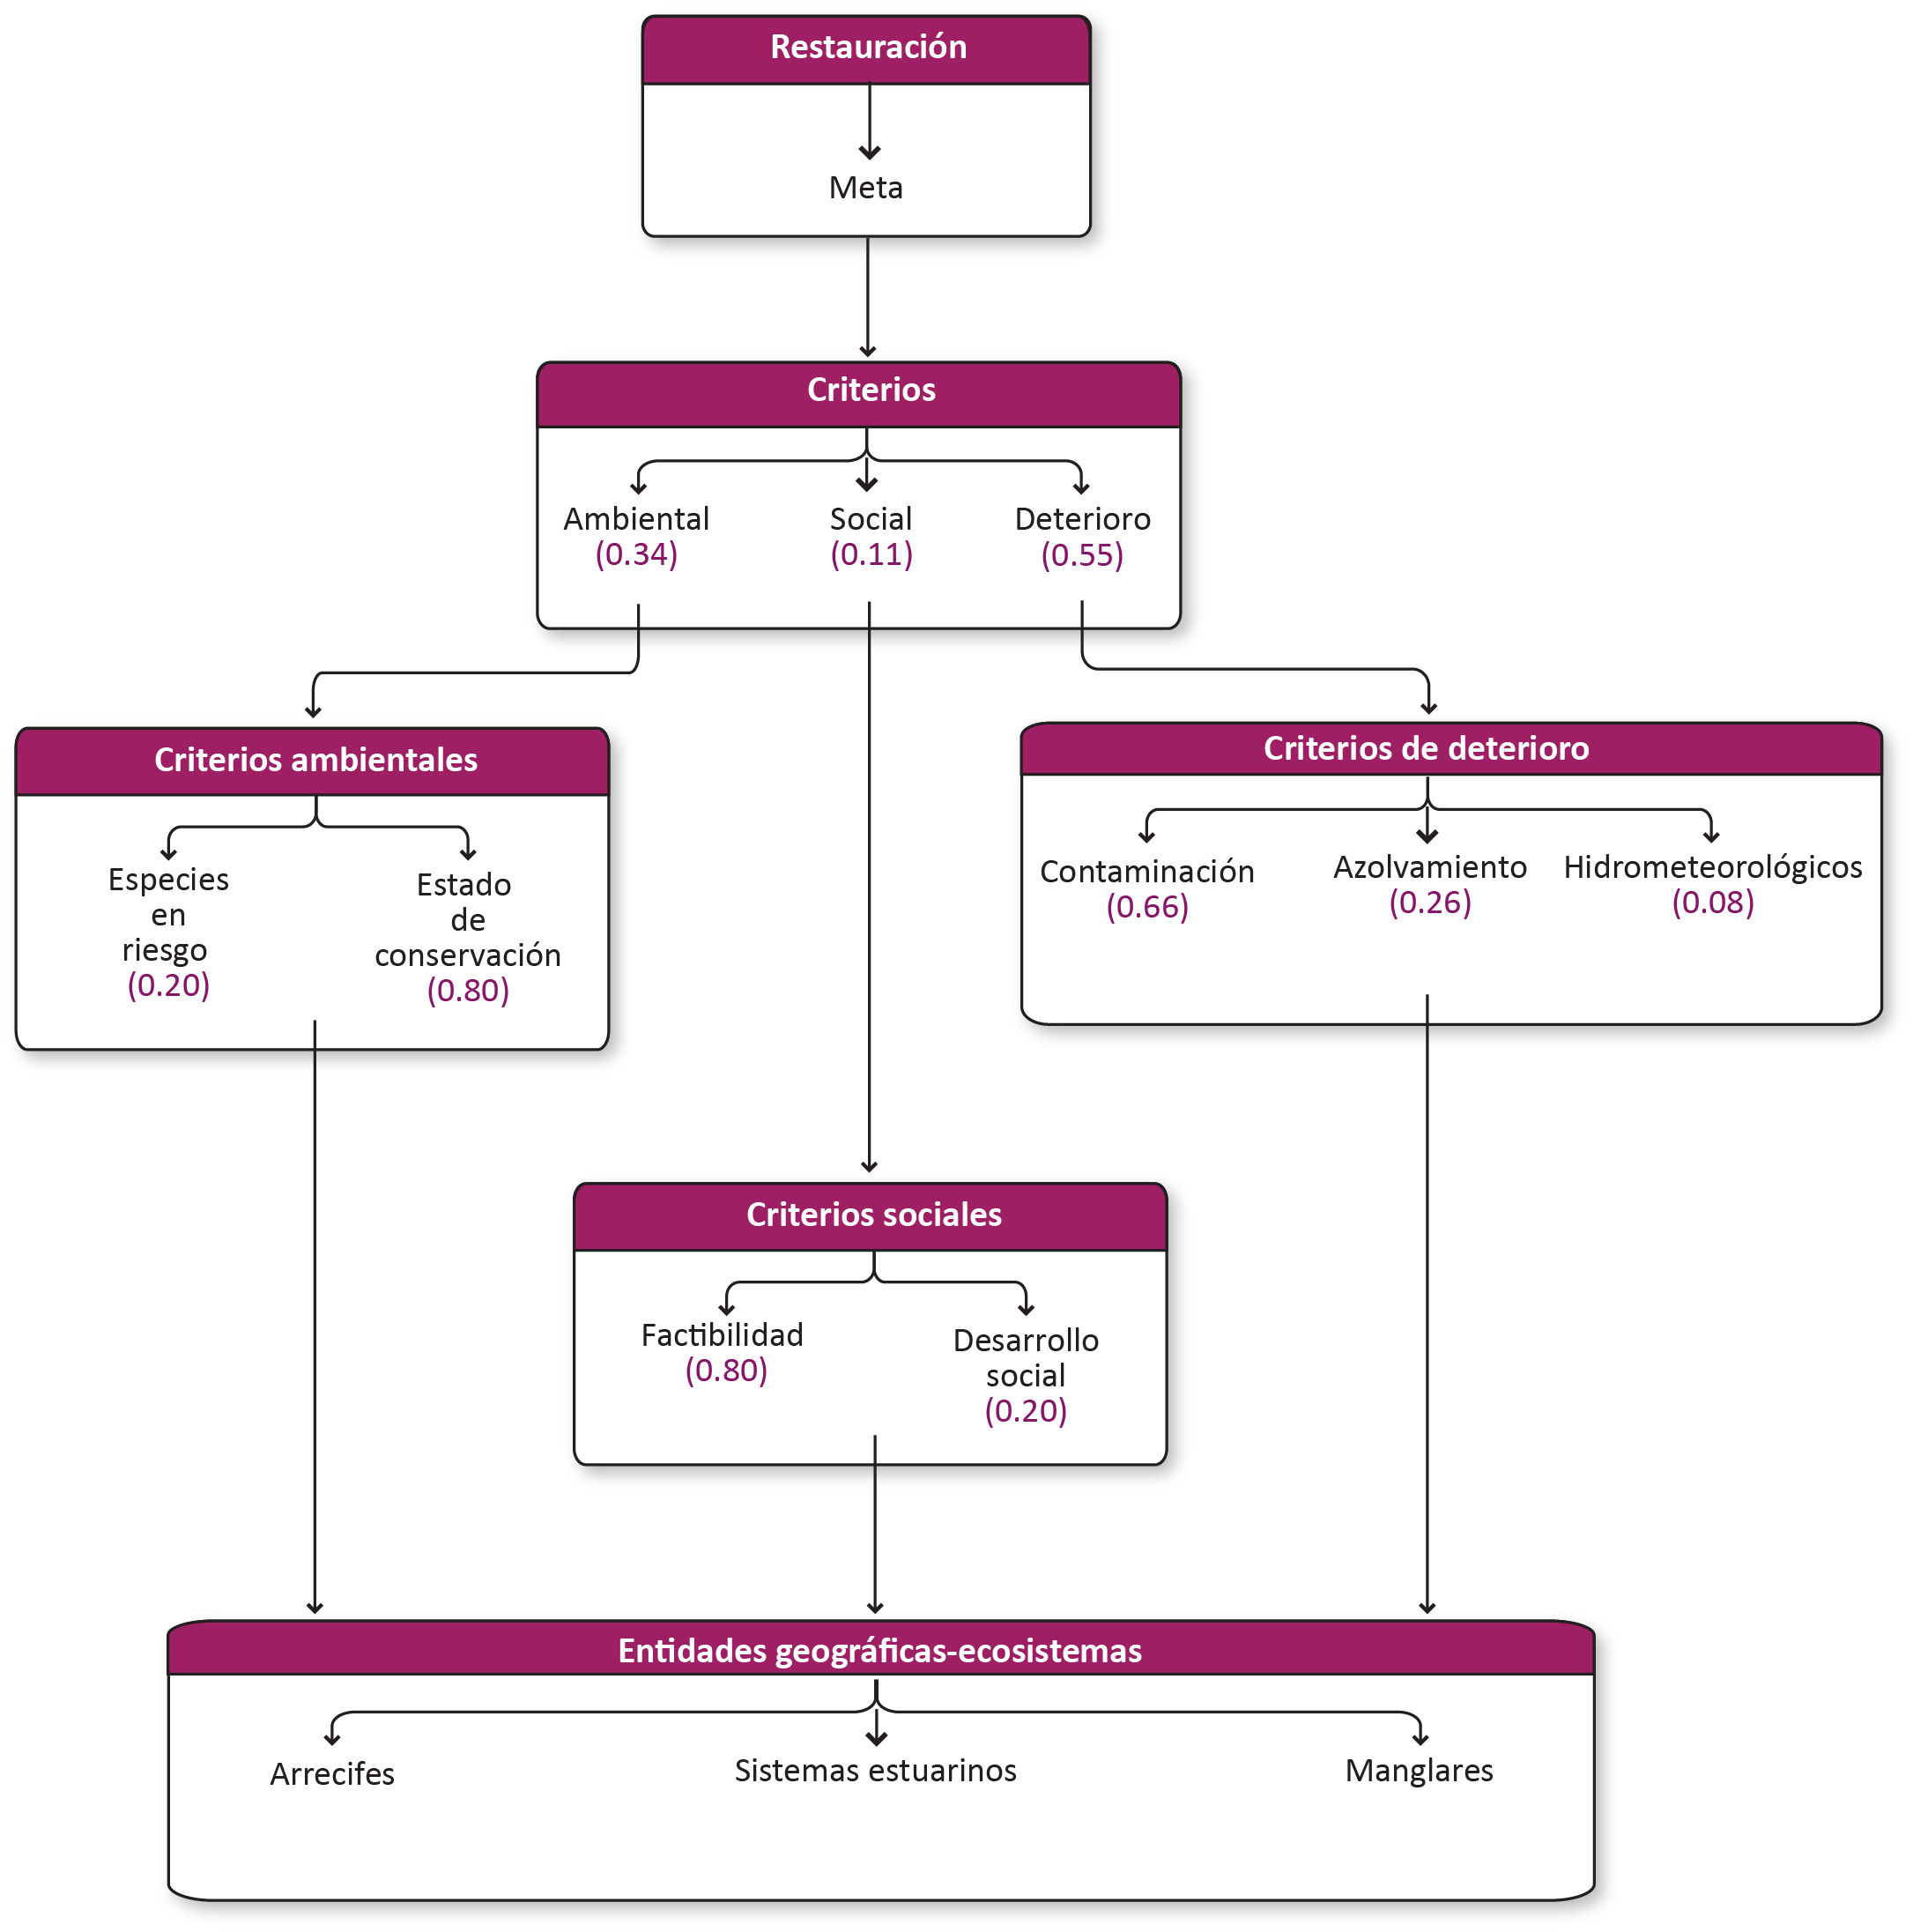 Restauración
Meta
Criterios
Ambiental
(0.34)
Social
(0.11)
Deterioro
(0.55)
Criterios ambientales
Especies
en
riesgo
(0.20)
Estado
de
conservación
(0.80)
Criterios de deterioro
Contaminación
(0.66)
Azolvamiento
(0.26)
Hidrometeorológicos
(0.08)
Criterios sociales
Factibilidad
(0.80)
Desarrollo
social
(0.20)
Entidades geográficas-ecosistemas
Arrecifes
Sistemas estuarinos
Manglares